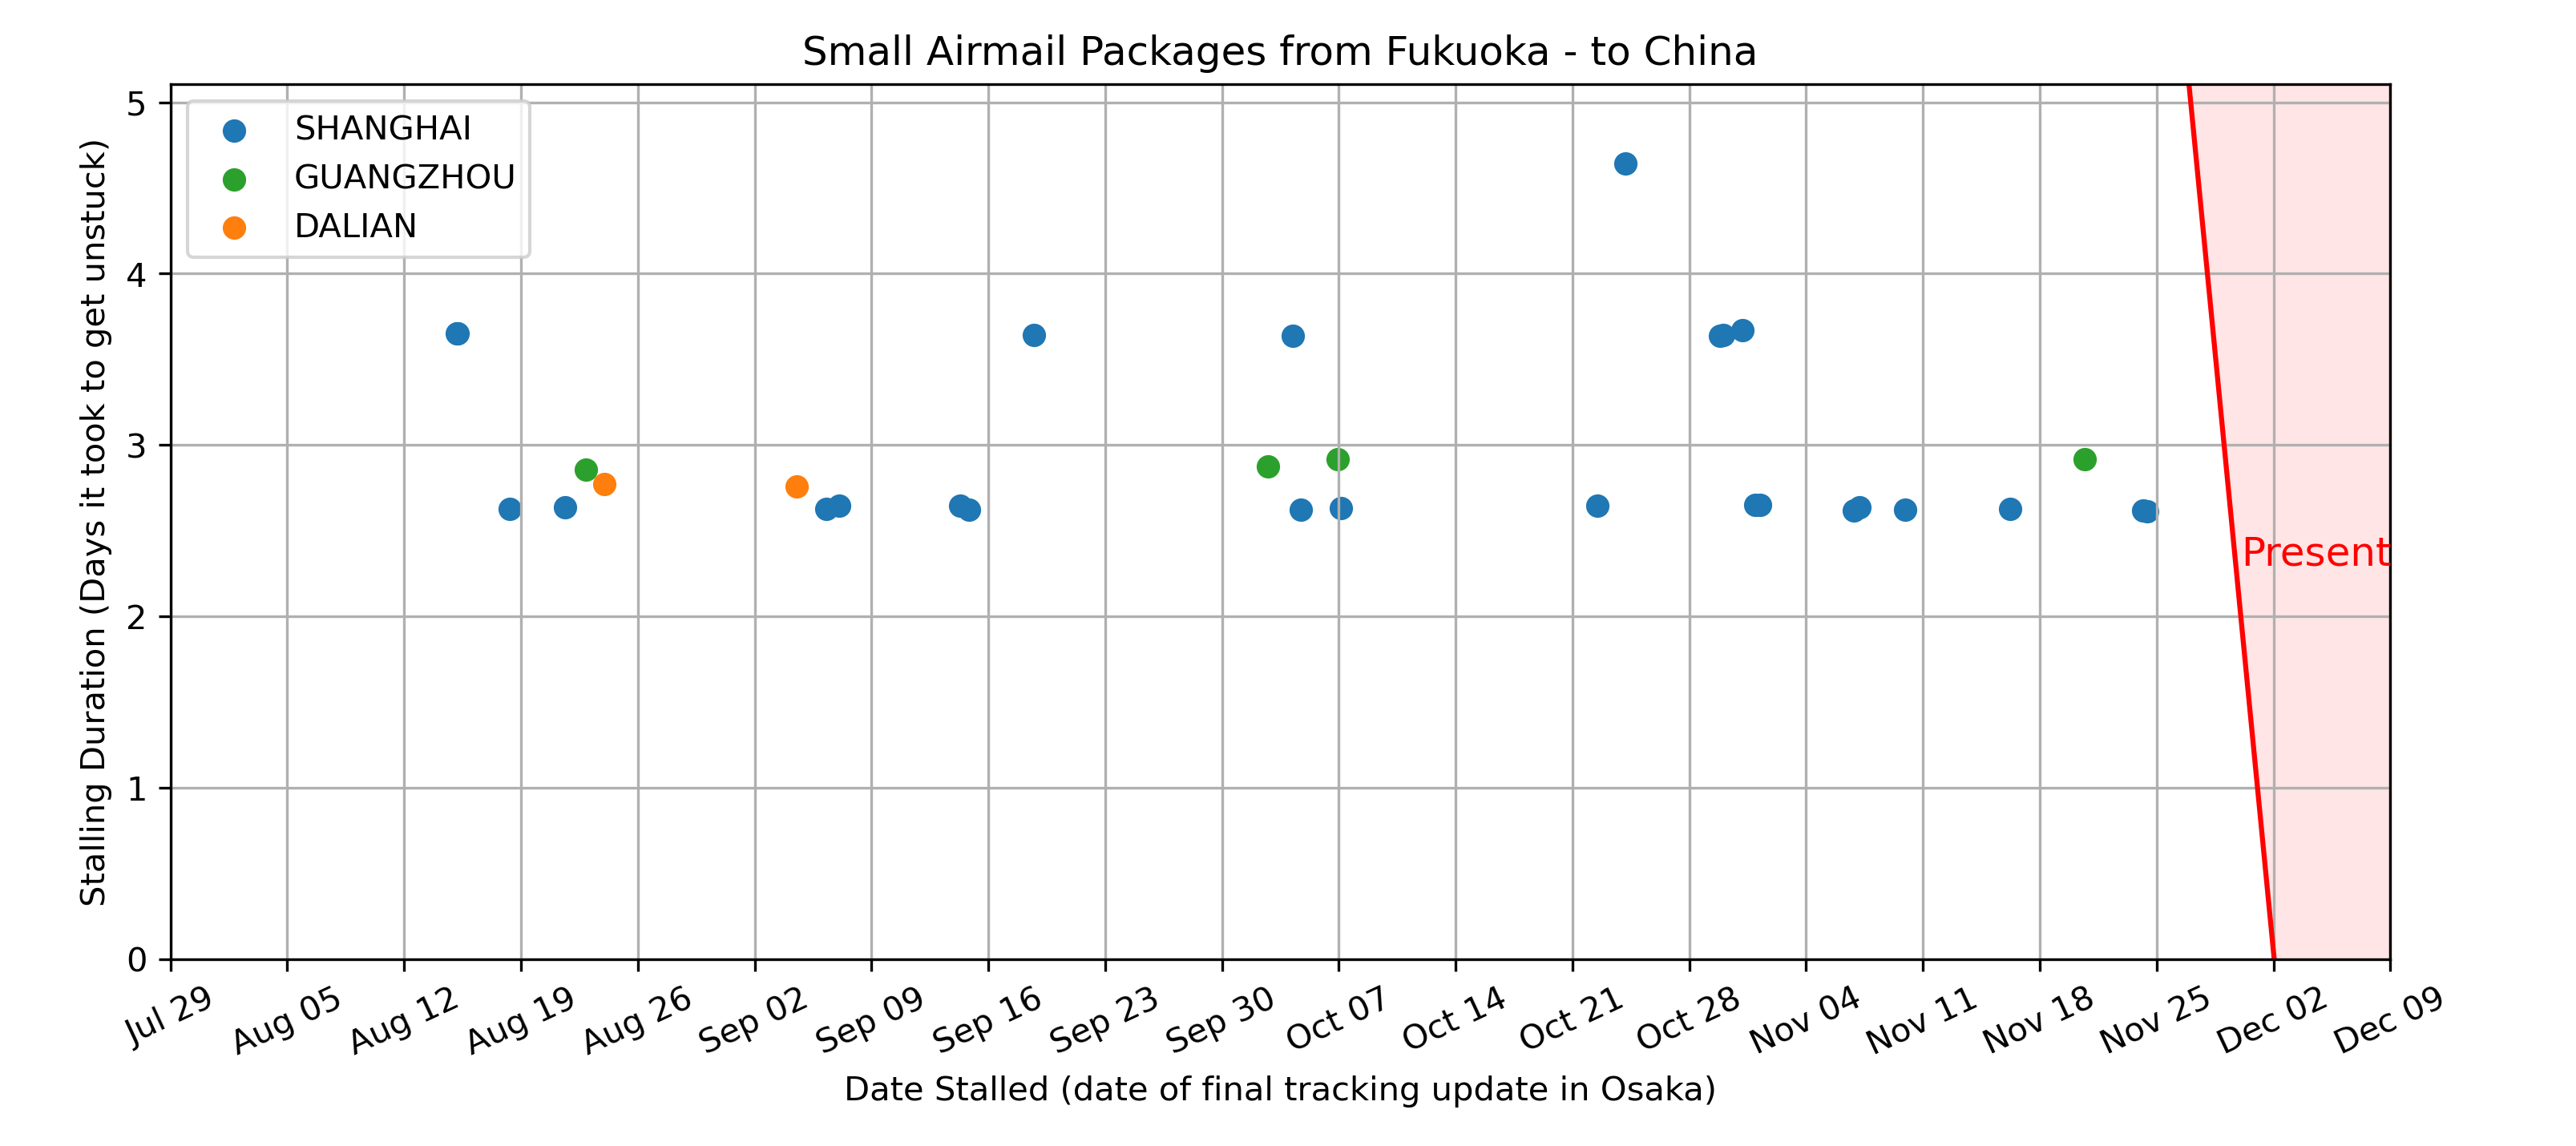 Small Airmail Packages from Fukuoka - to China
SHANGHAI
GUANGZHOU
DALIAN
Stalling Duration (Days it took to get unstuck)
5
4
3
2
1
0
Present
Jul 29
Aug 05
Aug 12
Aug 19
Aug 26
Sep 02
Sep 09
Sep 16
Sep 23
Sep 30
Oct 07
Oct 14
Oct 21
Oct 28
Nov 04
Nov 11
Nov 18
Nov 25
Dec 02
Dec 09
Date Stalled (date of final tracking update in Osaka)